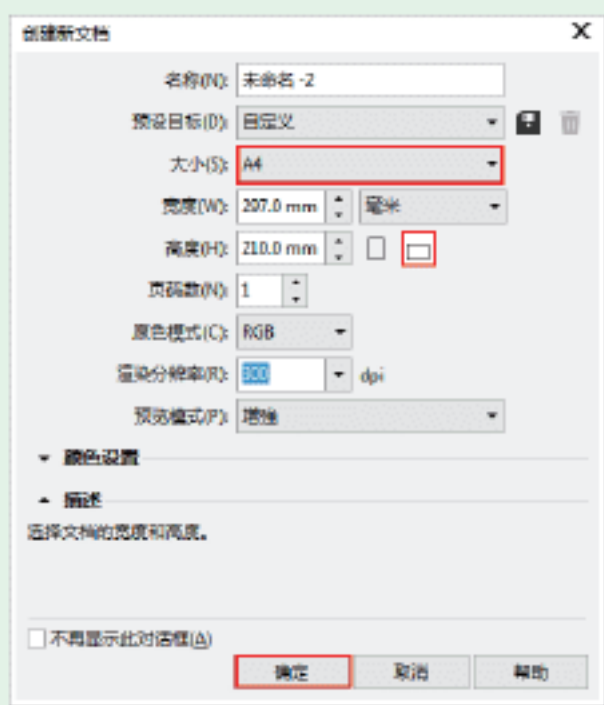 创建新文档
名称(N): 未命名 -2
预设目标(D): 自定义
大小(S): A4
宽度(W): 297.0 mm 毫米
高度(H): 210.0 mm
页码数(N): 1
原色模式(C): RGB
渲染分辨率(R): 300 dpi
预览模式(P): 增强
颜色设置
描述
选择文档的宽度和高度。
不再显示此对话框(A)
确定 取消 帮助